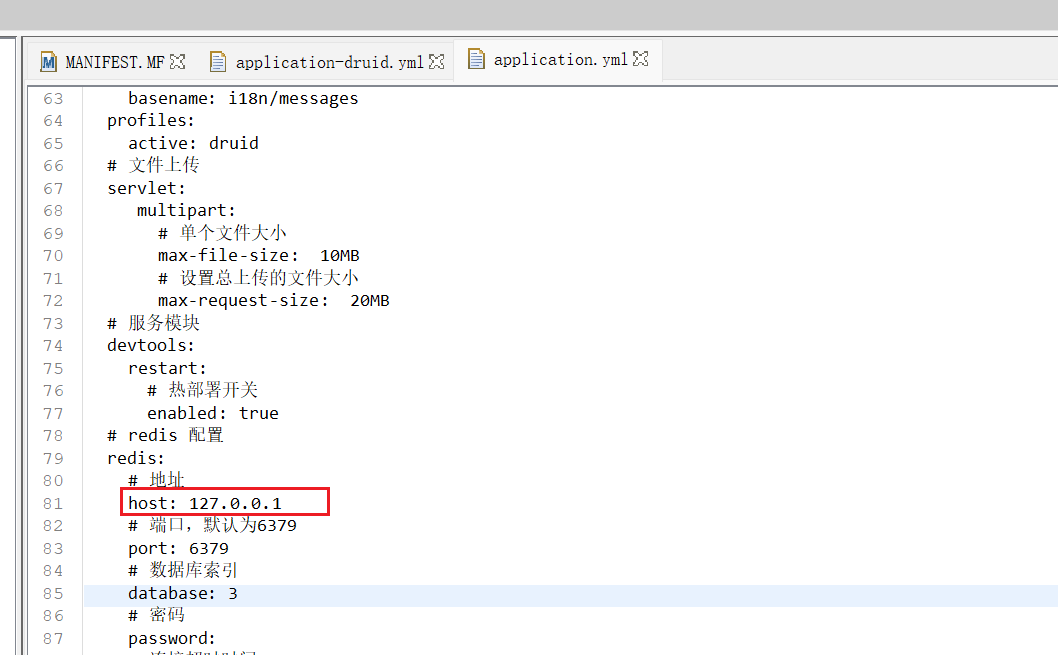 MANIFEST.MF application-druid.yml application.yml
63 basename: i18n/messages
64 profiles:
65 active: druid
66 # 文件上传
67 servlet:
68 multipart:
69 # 单个文件大小
70 max-file-size:  10MB
71 # 设置总上传的文件大小
72 max-request-size:  20MB
73 # 服务模块
74 devtools:
75 restart:
76 # 热部署开关
77 enabled: true
78 # redis 配置
79 redis:
80 # 地址
81 host: 127.0.0.1
82 # 端口，默认为6379
83 port: 6379
84 # 数据库索引
85 database: 3
86 # 密码
87 password: